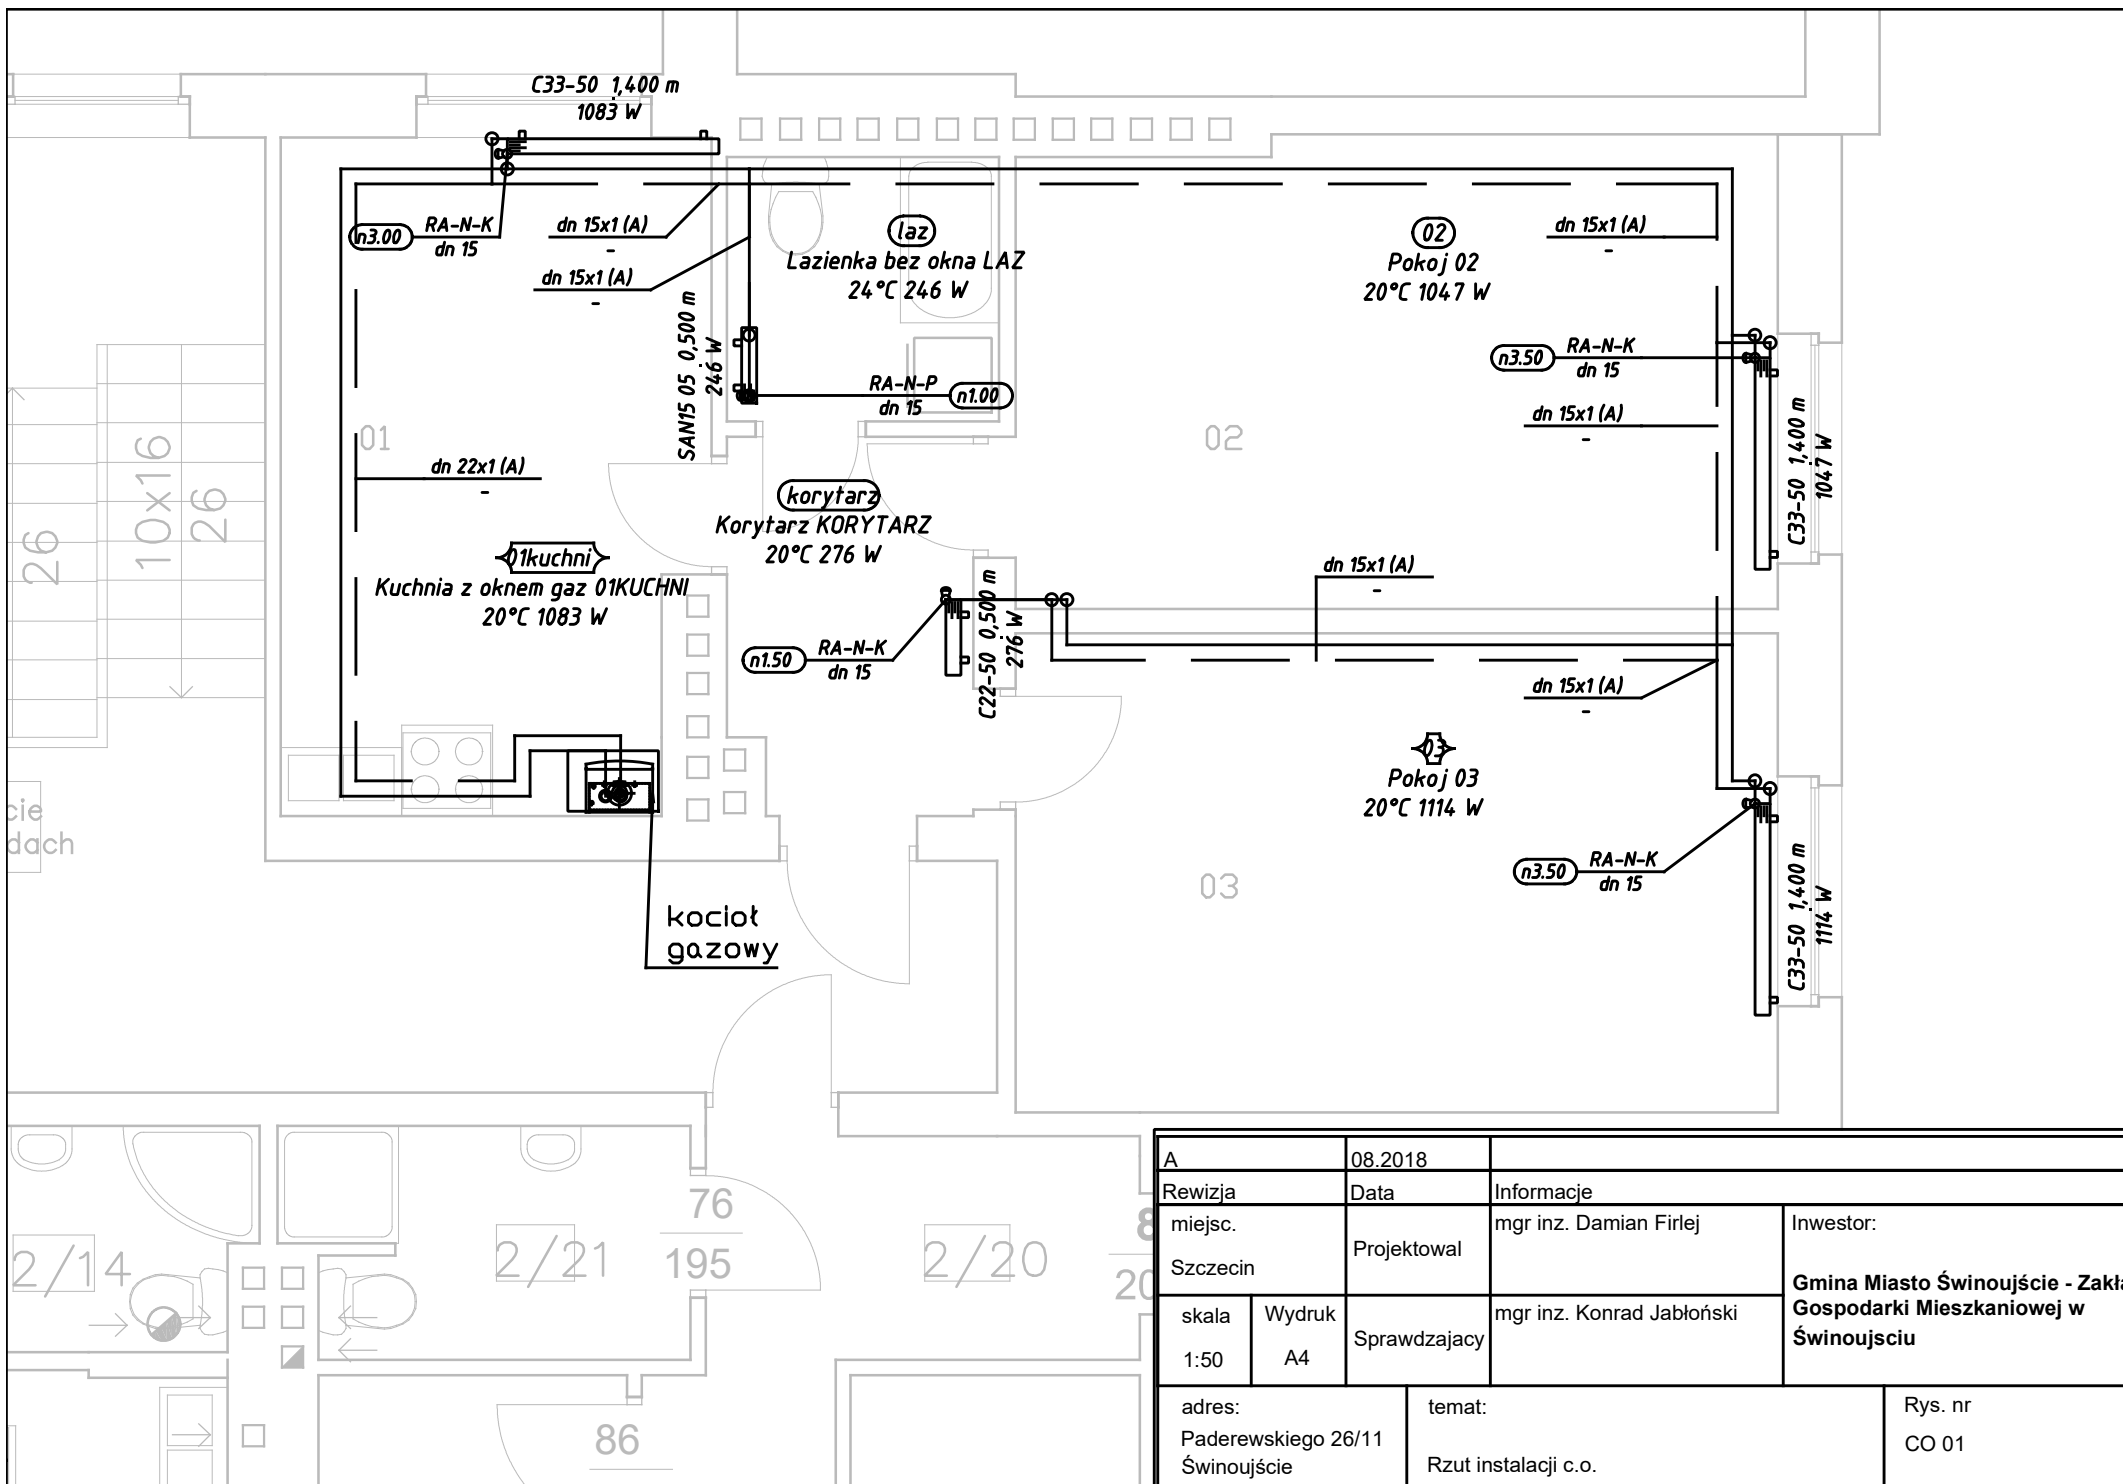 C33-50 1,400 m
1083 W
n3.00
RA-N-K
dn 15
dn 15x1 (A)
-
dn 15x1 (A)
-
laz
Lazienka bez okna LAZ
24°C 246 W
02
Pokoj 02
20°C 1047 W
dn 15x1 (A)
-
SAN15 05 0,500 m
246 W
RA-N-P
dn 15
n1.00
n3.50
RA-N-K
dn 15
dn 15x1 (A)
-
C33-50 1,400 m
1047 W
01
02
26
10x16
26
dn 22x1 (A)
-
korytarz
Korytarz KORYTARZ
20°C 276 W
01kuchni
Kuchnia z oknem gaz 01KUCHNI
20°C 1083 W
dn 15x1 (A)
-
n1.50
RA-N-K
dn 15
C22-50 0,500 m
276 W
dn 15x1 (A)
-
03
Pokoj 03
20°C 1114 W
n3.50
RA-N-K
dn 15
C33-50 1,400 m
1114 W
cie
dach
03
kocioł
gazowy
2/14
2/21
76
195
2/20
8
20
86
A 08.2018
Rewizja Data Informacje
miejsc.
Szczecin
Projektowal
mgr inz. Damian Firlej
Inwestor:
Gmina Miasto Świnoujście - Zakła
Gospodarki Mieszkaniowej w
Świnoujsciu
skala
1:50
Wydruk
A4
Sprawdzajacy
mgr inz. Konrad Jabłoński
adres:
Paderewskiego 26/11
Świnoujście
temat:
Rzut instalacji c.o.
Rys. nr
CO 01